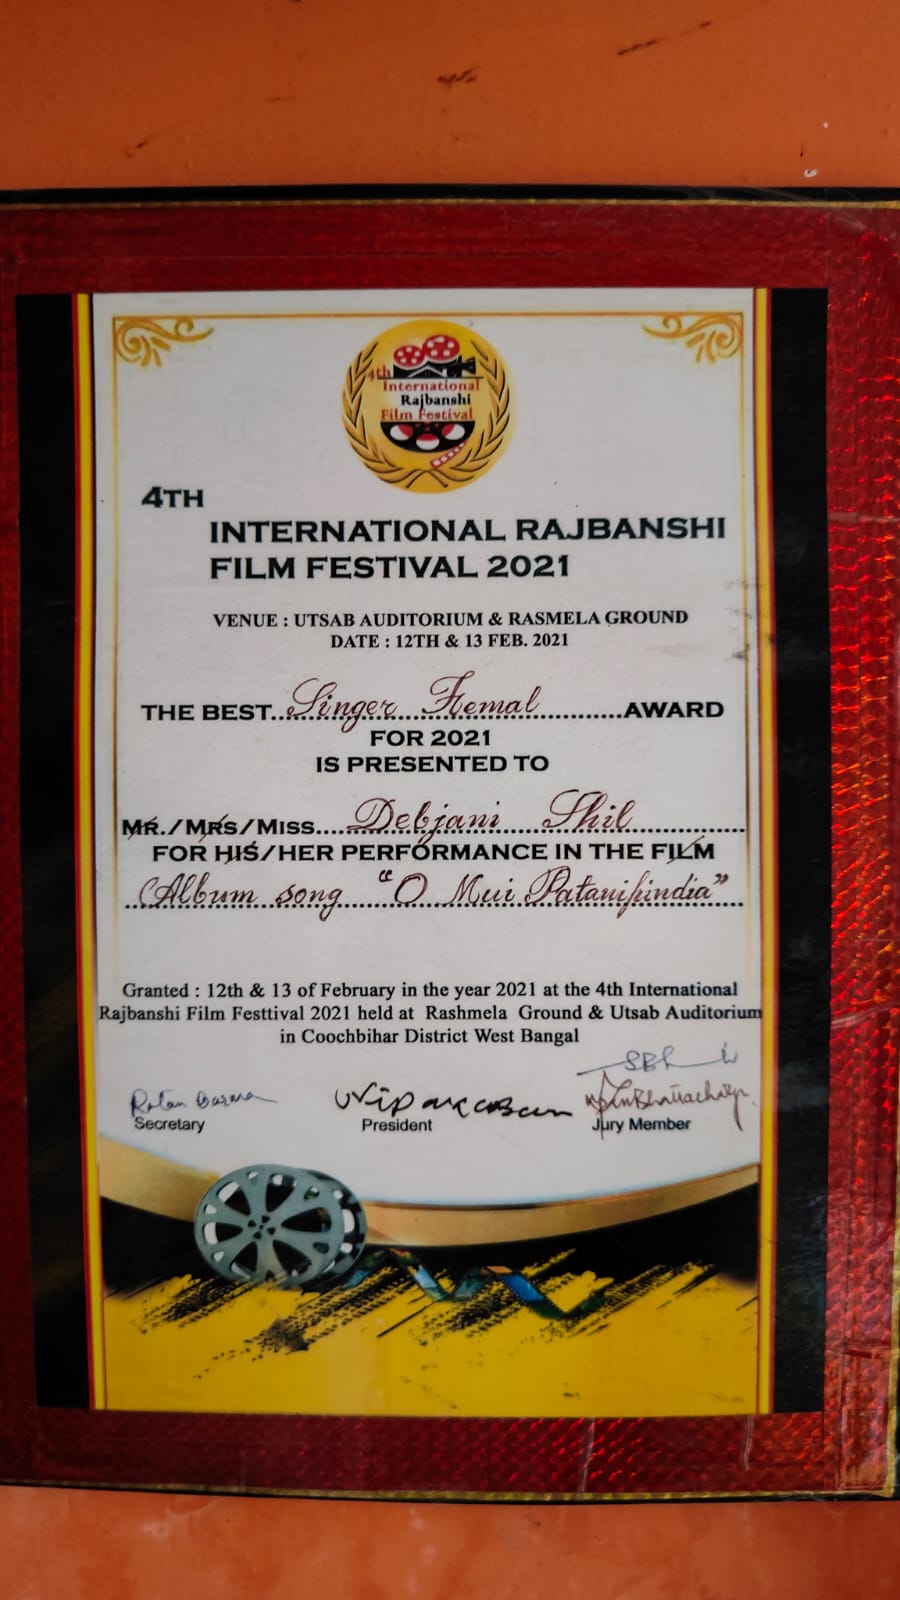 4th
International
Rajbanshi
Film Festival
4TH
INTERNATIONAL RAJBANSHI
FILM FESTIVAL 2021
VENUE : UTSAB AUDITORIUM & RASMELA GROUND
DATE : 12TH & 13 FEB. 2021
THE BEST..Singer Femal..........AWARD
FOR 2021
IS PRESENTED TO
MR./MRS/MISS....Debjani Shil..........
FOR HIS/HER PERFORMANCE IN THE FILM
(Album song "O Mui Patanipindia"
Granted : 12th & 13 of February in the year 2021 at the 4th International
Rajbanshi Film Festtival 2021 held at Rashmela Ground & Utsab Auditorium
in Coochbihar District West Bangal
Ratan Barma
Secretary
President
Jury Member